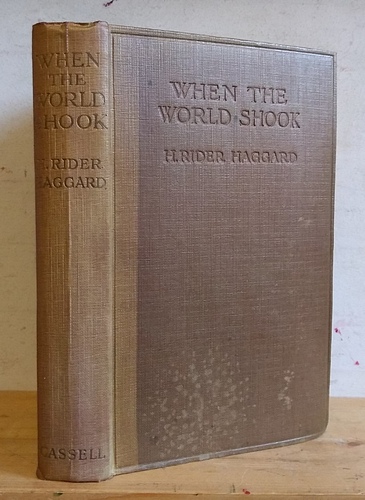 WHEN
THE
WORLD
SHOOK
H. RIDER
HAGGARD
CASSELL
WHEN THE
WORLD SHOOK
H. RIDER HAGGARD